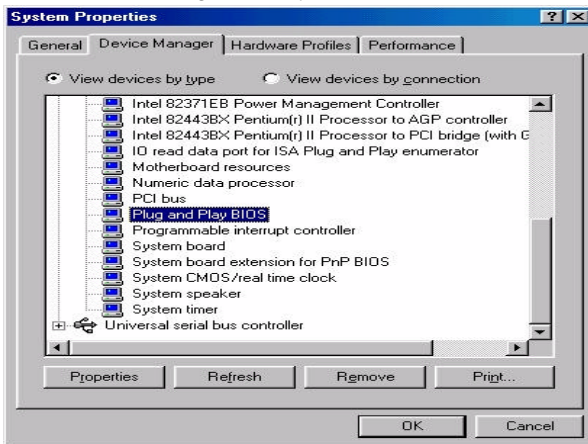 System Properties
General Device Manager Hardware Profiles Performance
View devices by type View devices by connection
Intel 82371EB Power Management Controller
Intel 82443BX Pentium(r) II Processor to AGP controller
Intel 82443BX Pentium(r) II Processor to PCI bridge (with G
IO read data port for ISA Plug and Play enumerator
Motherboard resources
Numeric data processor
PCI bus
Plug and Play BIOS
Programmable interrupt controller
System board
System board extension for PnP BIOS
System CMOS/real time clock
System speaker
System timer
Universal serial bus controller
Properties Refresh Remove Print...
OK Cancel